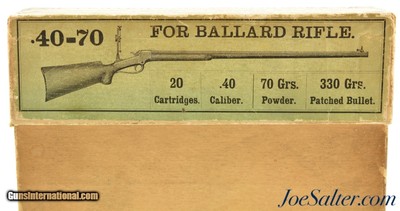 .40-70 FOR BALLARD RIFLE.
20 .40 70 Grs. 330 Grs.
Cartridges. Caliber. Powder. Patched Bullet.
GunsInternational.com
JoeSalter.com